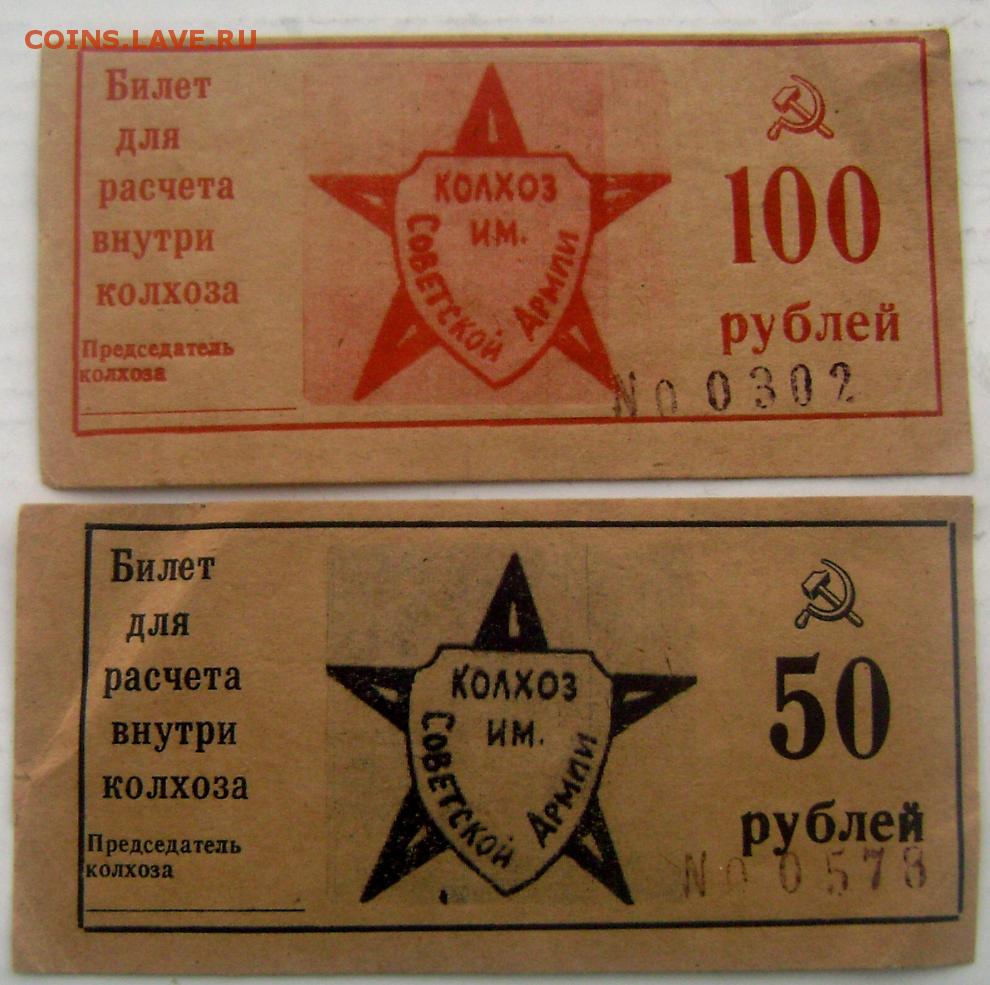 COINS.LAVE.RU
Билет
для
расчета
внутри
колхоза
Председатель
колхоза
КОЛХОЗ
ИМ.
СОВЕТСКОЙ АРМИИ
100
рублей
No 0302
Билет
для
расчета
внутри
колхоза
Председатель
колхоза
КОЛХОЗ
ИМ.
СОВЕТСКОЙ АРМИИ
50
рублей
No 0578